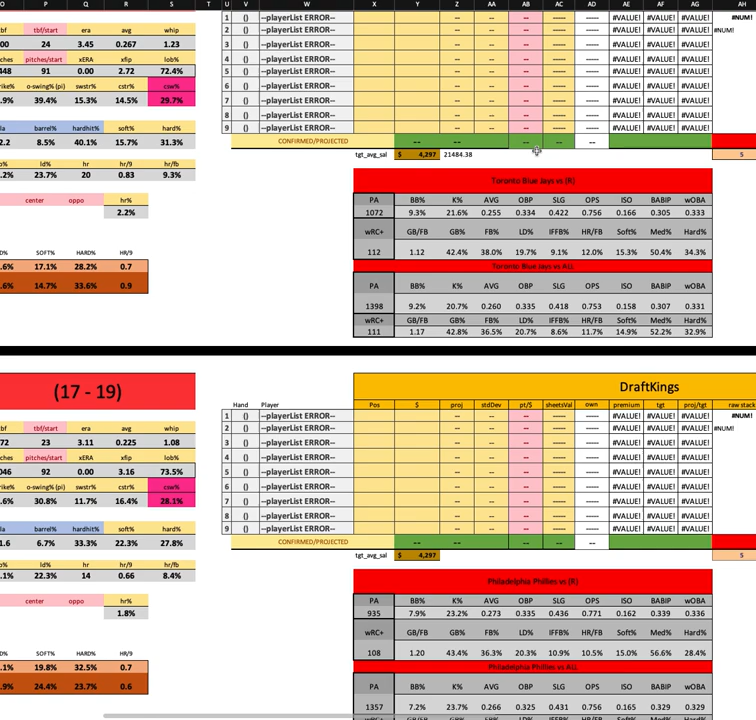 O P Q R S T U V W X Y Z AA AB AC AD AE AF AG AH
tbf tbf/start era avg whip
00 24 3.45 0.267 1.23
ches pitches/start xERA xfip lob%
448 91 0.00 2.72 72.4%
rike% o-swing% (pi) swstr% cstr% csw%
.9% 39.4% 15.3% 14.5% 29.7%
la barrel% hardhit% soft% hard%
2.2 8.5% 40.1% 15.7% 31.3%
b% ld% hr hr/9 hr/fb
.2% 23.7% 20 0.83 9.3%
center oppo hr%
2.2%
D% SOFT% HARD% HR/9
.6% 17.1% 28.2% 0.7
.6% 14.7% 33.6% 0.9
1 () --playerList ERROR-- -- -- -- -- ----- #VALUE! #VALUE! #VALUE! #NUM!
2 () --playerList ERROR-- -- -- -- -- ----- #VALUE! #VALUE! #VALUE! #NUM!
3 () --playerList ERROR-- -- -- -- -- ----- #VALUE! #VALUE! #VALUE!
4 () --playerList ERROR-- -- -- -- -- ----- #VALUE! #VALUE! #VALUE!
5 () --playerList ERROR-- -- -- -- -- ----- #VALUE! #VALUE! #VALUE!
6 () --playerList ERROR-- -- -- -- -- ----- #VALUE! #VALUE! #VALUE!
7 () --playerList ERROR-- -- -- -- -- ----- #VALUE! #VALUE! #VALUE!
8 () --playerList ERROR-- -- -- -- -- ----- #VALUE! #VALUE! #VALUE!
9 () --playerList ERROR-- -- -- -- -- ----- #VALUE! #VALUE! #VALUE!
CONFIRMED/PROJECTED -- -- -- -- --
tgt_avg_sal $ 4,297 21484.38 5
Toronto Blue Jays vs (R)
PA BB% K% AVG OBP SLG OPS ISO BABIP wOBA
1072 9.3% 21.6% 0.255 0.334 0.422 0.756 0.166 0.305 0.333
wRC+ GB/FB GB% FB% LD% IFFB% HR/FB Soft% Med% Hard%
112 1.12 42.4% 38.0% 19.7% 9.1% 12.0% 15.3% 50.4% 34.3%
Toronto Blue Jays vs ALL
PA BB% K% AVG OBP SLG OPS ISO BABIP wOBA
1398 9.2% 20.7% 0.260 0.335 0.418 0.753 0.158 0.307 0.331
wRC+ GB/FB GB% FB% LD% IFFB% HR/FB Soft% Med% Hard%
111 1.17 42.8% 36.5% 20.7% 8.6% 11.7% 14.9% 52.2% 32.9%
(17 - 19)
tbf tbf/start era avg whip
72 23 3.11 0.225 1.08
ches pitches/start xERA xfip lob%
046 92 0.00 3.16 73.5%
rike% o-swing% (pi) swstr% cstr% csw%
.6% 30.8% 11.7% 16.4% 28.1%
la barrel% hardhit% soft% hard%
1.6 6.7% 33.3% 22.3% 27.8%
b% ld% hr hr/9 hr/fb
.1% 22.3% 14 0.66 8.4%
center oppo hr%
1.8%
D% SOFT% HARD% HR/9
.1% 19.8% 32.5% 0.7
.9% 24.4% 23.7% 0.6
DraftKings
Hand Player Pos $ proj stdDev pt/$ sheetsVal own premium tgt proj/tgt raw stack
1 () --playerList ERROR-- -- -- -- -- ----- #VALUE! #VALUE! #VALUE! #NUM!
2 () --playerList ERROR-- -- -- -- -- ----- #VALUE! #VALUE! #VALUE! #NUM!
3 () --playerList ERROR-- -- -- -- -- ----- #VALUE! #VALUE! #VALUE!
4 () --playerList ERROR-- -- -- -- -- ----- #VALUE! #VALUE! #VALUE!
5 () --playerList ERROR-- -- -- -- -- ----- #VALUE! #VALUE! #VALUE!
6 () --playerList ERROR-- -- -- -- -- ----- #VALUE! #VALUE! #VALUE!
7 () --playerList ERROR-- -- -- -- -- ----- #VALUE! #VALUE! #VALUE!
8 () --playerList ERROR-- -- -- -- -- ----- #VALUE! #VALUE! #VALUE!
9 () --playerList ERROR-- -- -- -- -- ----- #VALUE! #VALUE! #VALUE!
CONFIRMED/PROJECTED -- -- -- -- --
tgt_avg_sal $ 4,297 5
Philadelphia Phillies vs (R)
PA BB% K% AVG OBP SLG OPS ISO BABIP wOBA
935 7.9% 23.2% 0.273 0.335 0.436 0.771 0.164 0.339 0.336
wRC+ GB/FB GB% FB% LD% IFFB% HR/FB Soft% Med% Hard%
108 1.20 43.4% 36.3% 20.3% 10.9% 10.5% 15.0% 56.6% 28.4%
Philadelphia Phillies vs ALL
PA BB% K% AVG OBP SLG OPS ISO BABIP wOBA
1357 7.2% 23.7% 0.266 0.325 0.431 0.756 0.165 0.329 0.329